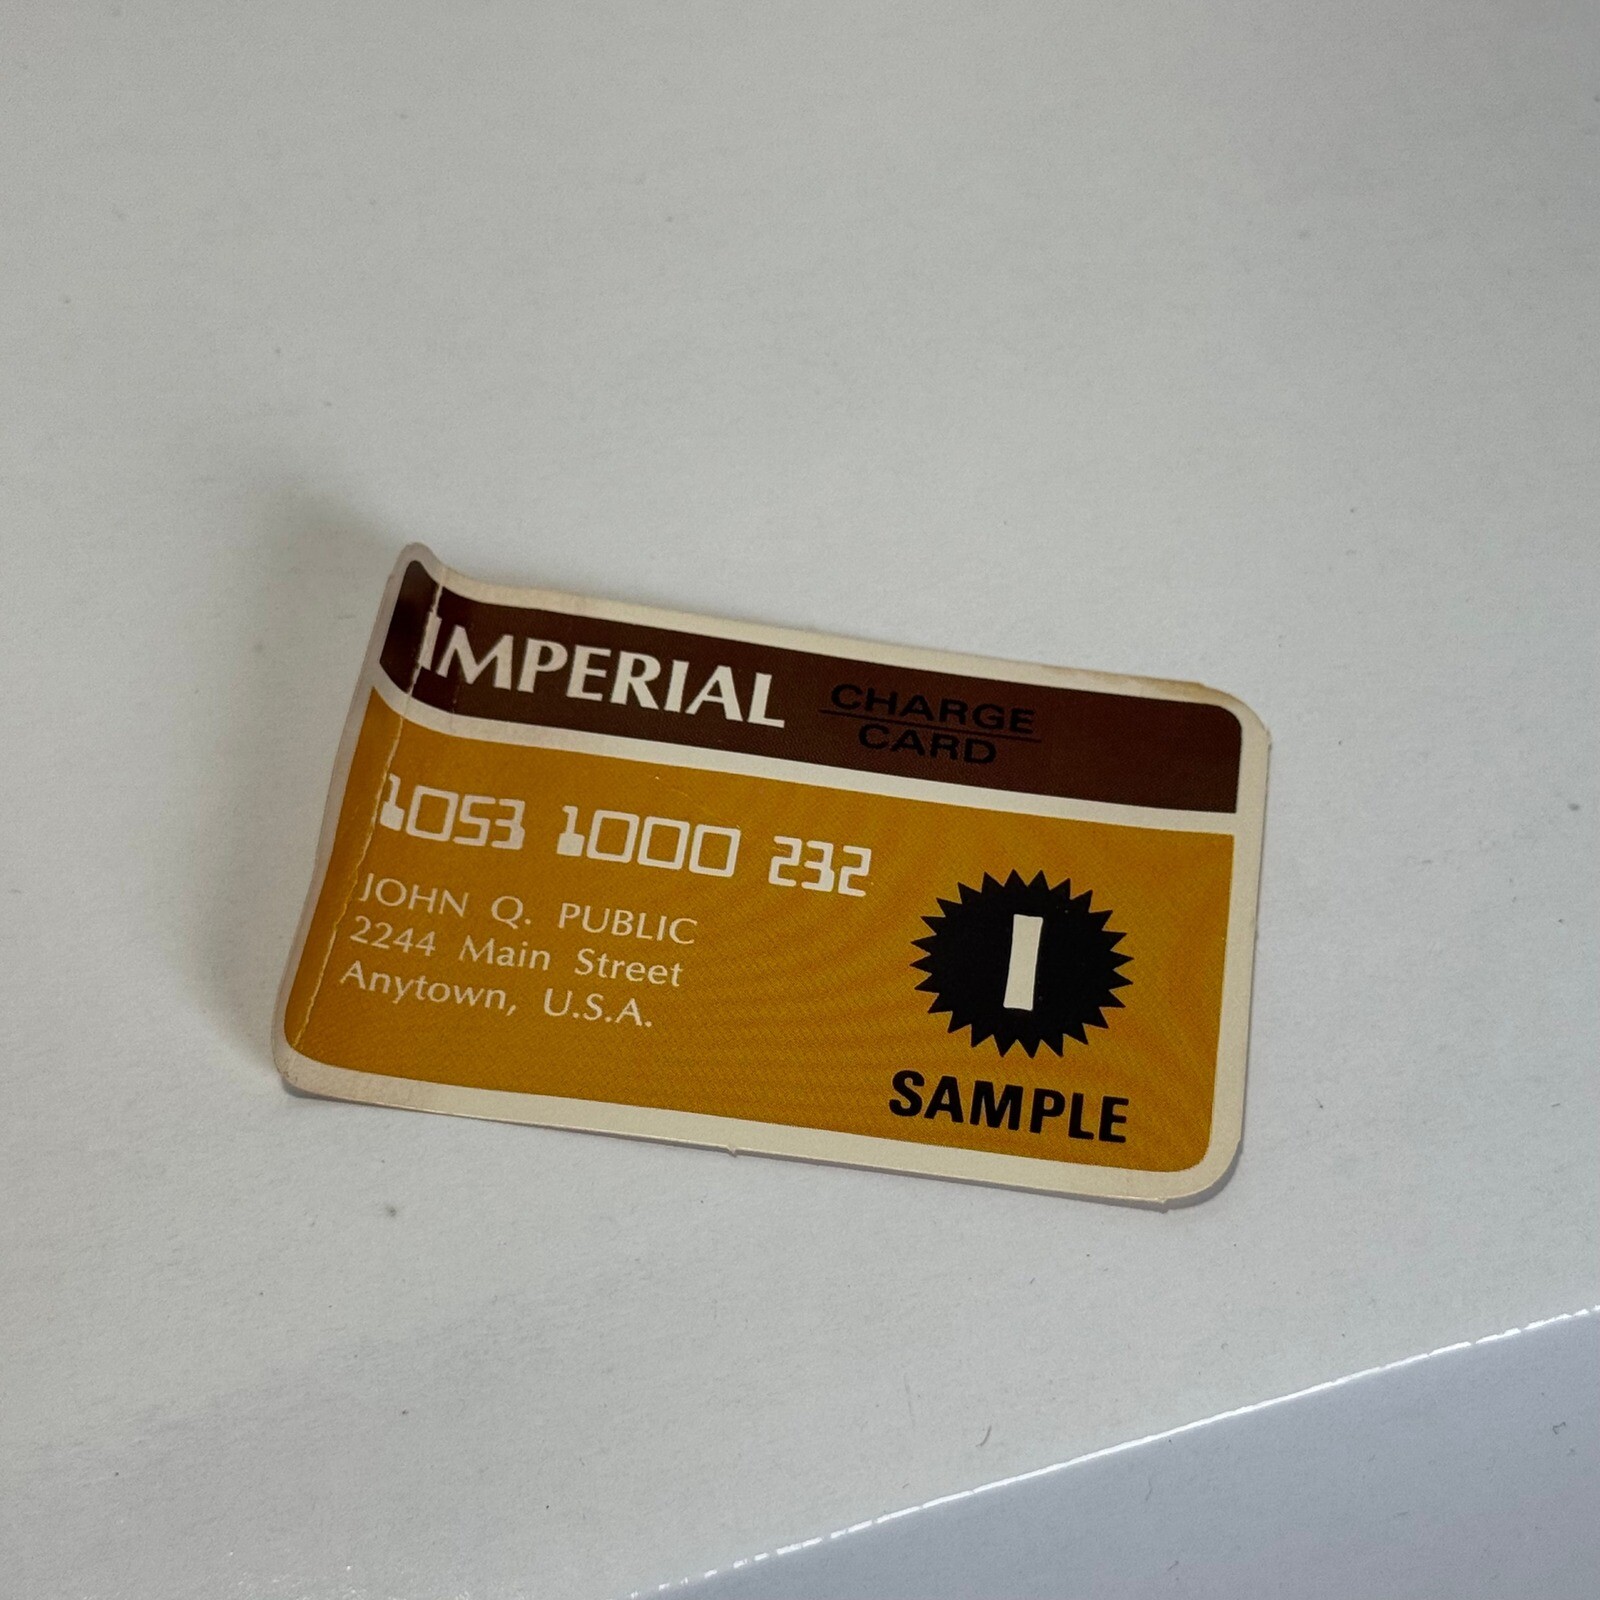 IMPERIAL CHARGE
CARD
1053 1000 232
JOHN Q. PUBLIC
2244 Main Street
Anytown, U.S.A.
I
SAMPLE